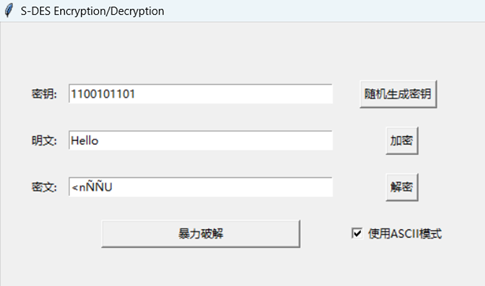 S-DES Encryption/Decryption
密钥: 1100101101 随机生成密钥
明文: Hello 加密
密文: <nÑÑU 解密
暴力破解 使用ASCII模式